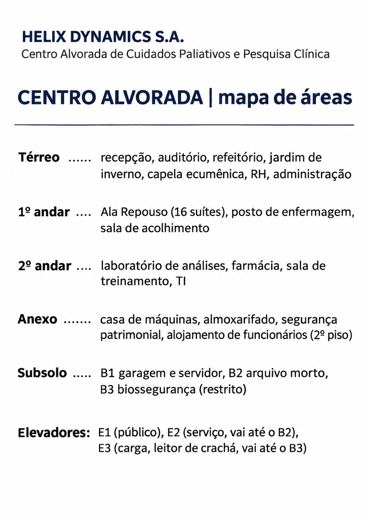 HELIX DYNAMICS S.A.
Centro Alvorada de Cuidados Paliativos e Pesquisa Clínica
CENTRO ALVORADA | mapa de áreas
Térreo ...... recepção, auditório, refeitório, jardim de
inverno, capela ecumênica, RH, administração
1º andar .... Ala Repouso (16 suítes), posto de enfermagem,
sala de acolhimento
2º andar .... laboratório de análises, farmácia, sala de
treinamento, TI
Anexo ....... casa de máquinas, almoxarifado, segurança
patrimonial, alojamento de funcionários (2º piso)
Subsolo ..... B1 garagem e servidor, B2 arquivo morto,
B3 biossegurança (restrito)
Elevadores: E1 (público), E2 (serviço, vai até o B2),
E3 (carga, leitor de crachá, vai até o B3)